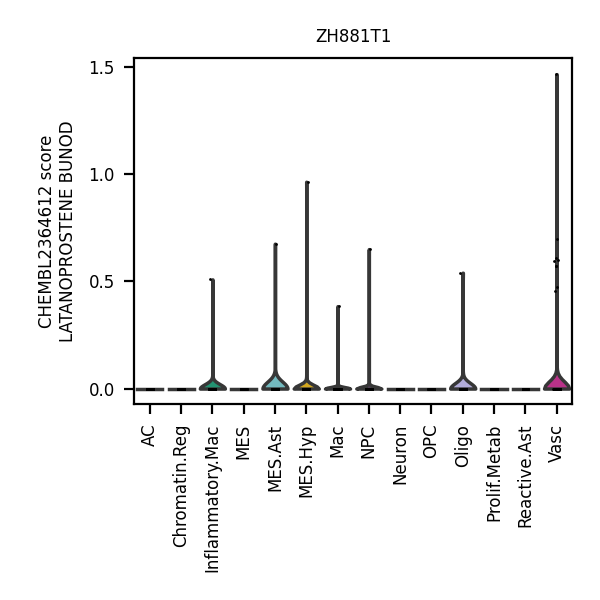 ZH881T1
CHEMBL2364612 score
LATANOPROSTENE BUNOD
1.5
1.0
0.5
0.0
AC
Chromatin.Reg
Inflammatory.Mac
MES
MES.Ast
MES.Hyp
Mac
NPC
Neuron
OPC
Oligo
Prolif.Metab
Reactive.Ast
Vasc